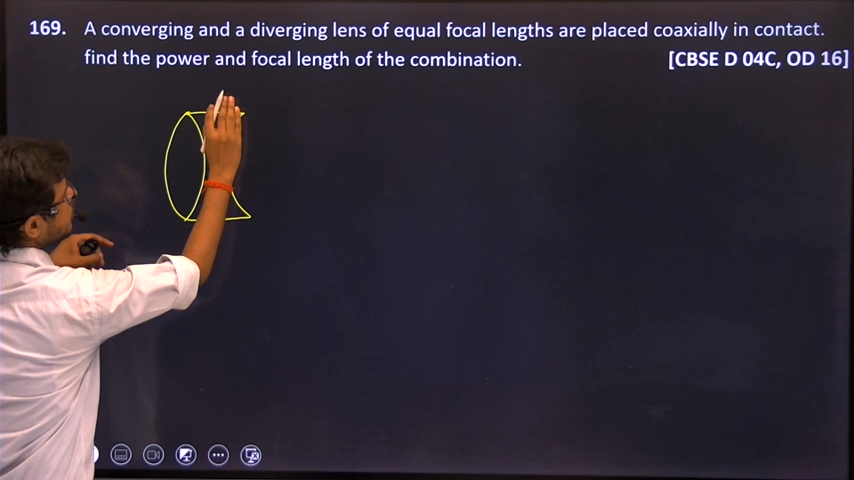 169. A converging and a diverging lens of equal focal lengths are placed coaxially in contact.
find the power and focal length of the combination. [CBSE D 04C, OD 16]